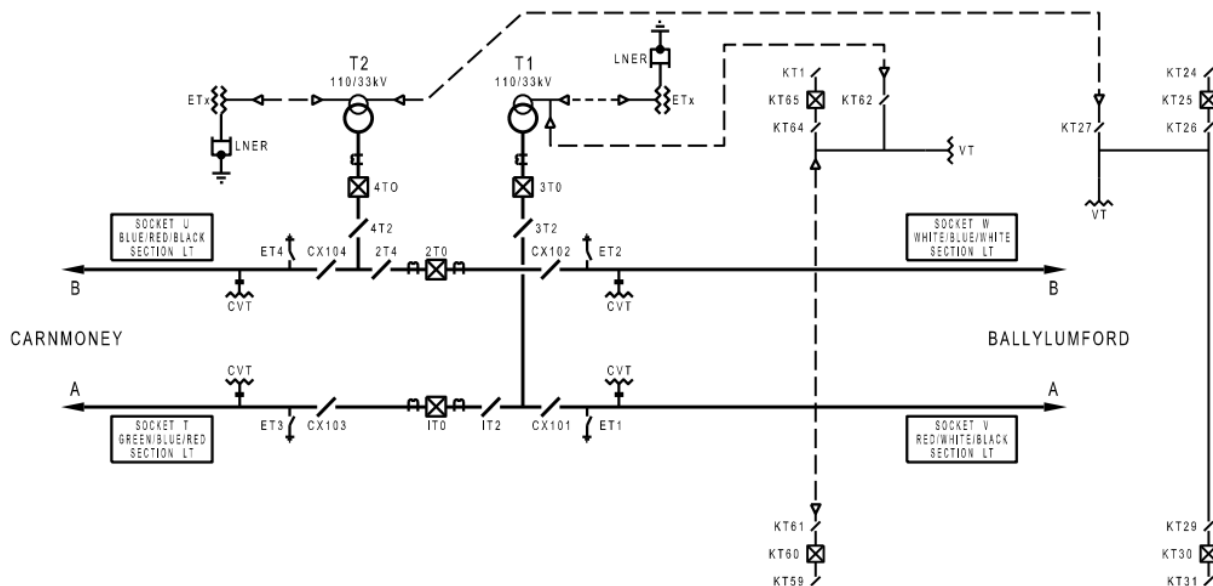 T2
110/33kV
T1
110/33kV
LNER
ETx
ETx
LNER
KT1
KT65
KT64
KT62
VT
KT24
KT25
KT26
KT27
VT
4TO
3T0
4T2
3T2
SOCKET U
BLUE/RED/BLACK
SECTION LT
ET4
CX104
2T4
2T0
CX102
ET2
SOCKET W
WHITE/BLUE/WHITE
SECTION LT
B
CVT
CVT
B
CARNMONEY
BALLYLUMFORD
A
CVT
CVT
A
SOCKET T
GREEN/BLUE/RED
SECTION LT
ET3
CX103
IT0
IT2
CX101
ET1
SOCKET V
RED/WHITE/BLACK
SECTION LT
KT61
KT60
KT59
KT29
KT30
KT31